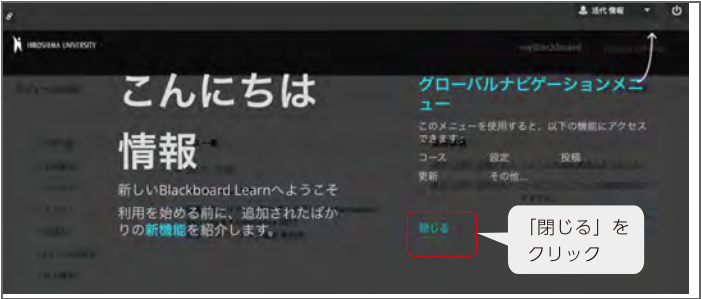 活代 情報
HIROSHIMA UNIVERSITY
myBlackboard
こんにちは
情報
新しいBlackboard Learnへようこそ
利用を始める前に、追加されたばか
りの新機能を紹介します。
グローバルナビゲーションメニ
ュー
このメニューを使用すると、以下の機能にアクセス
できます。
コース 設定 投稿
更新 その他...
閉じる
「閉じる」を
クリック